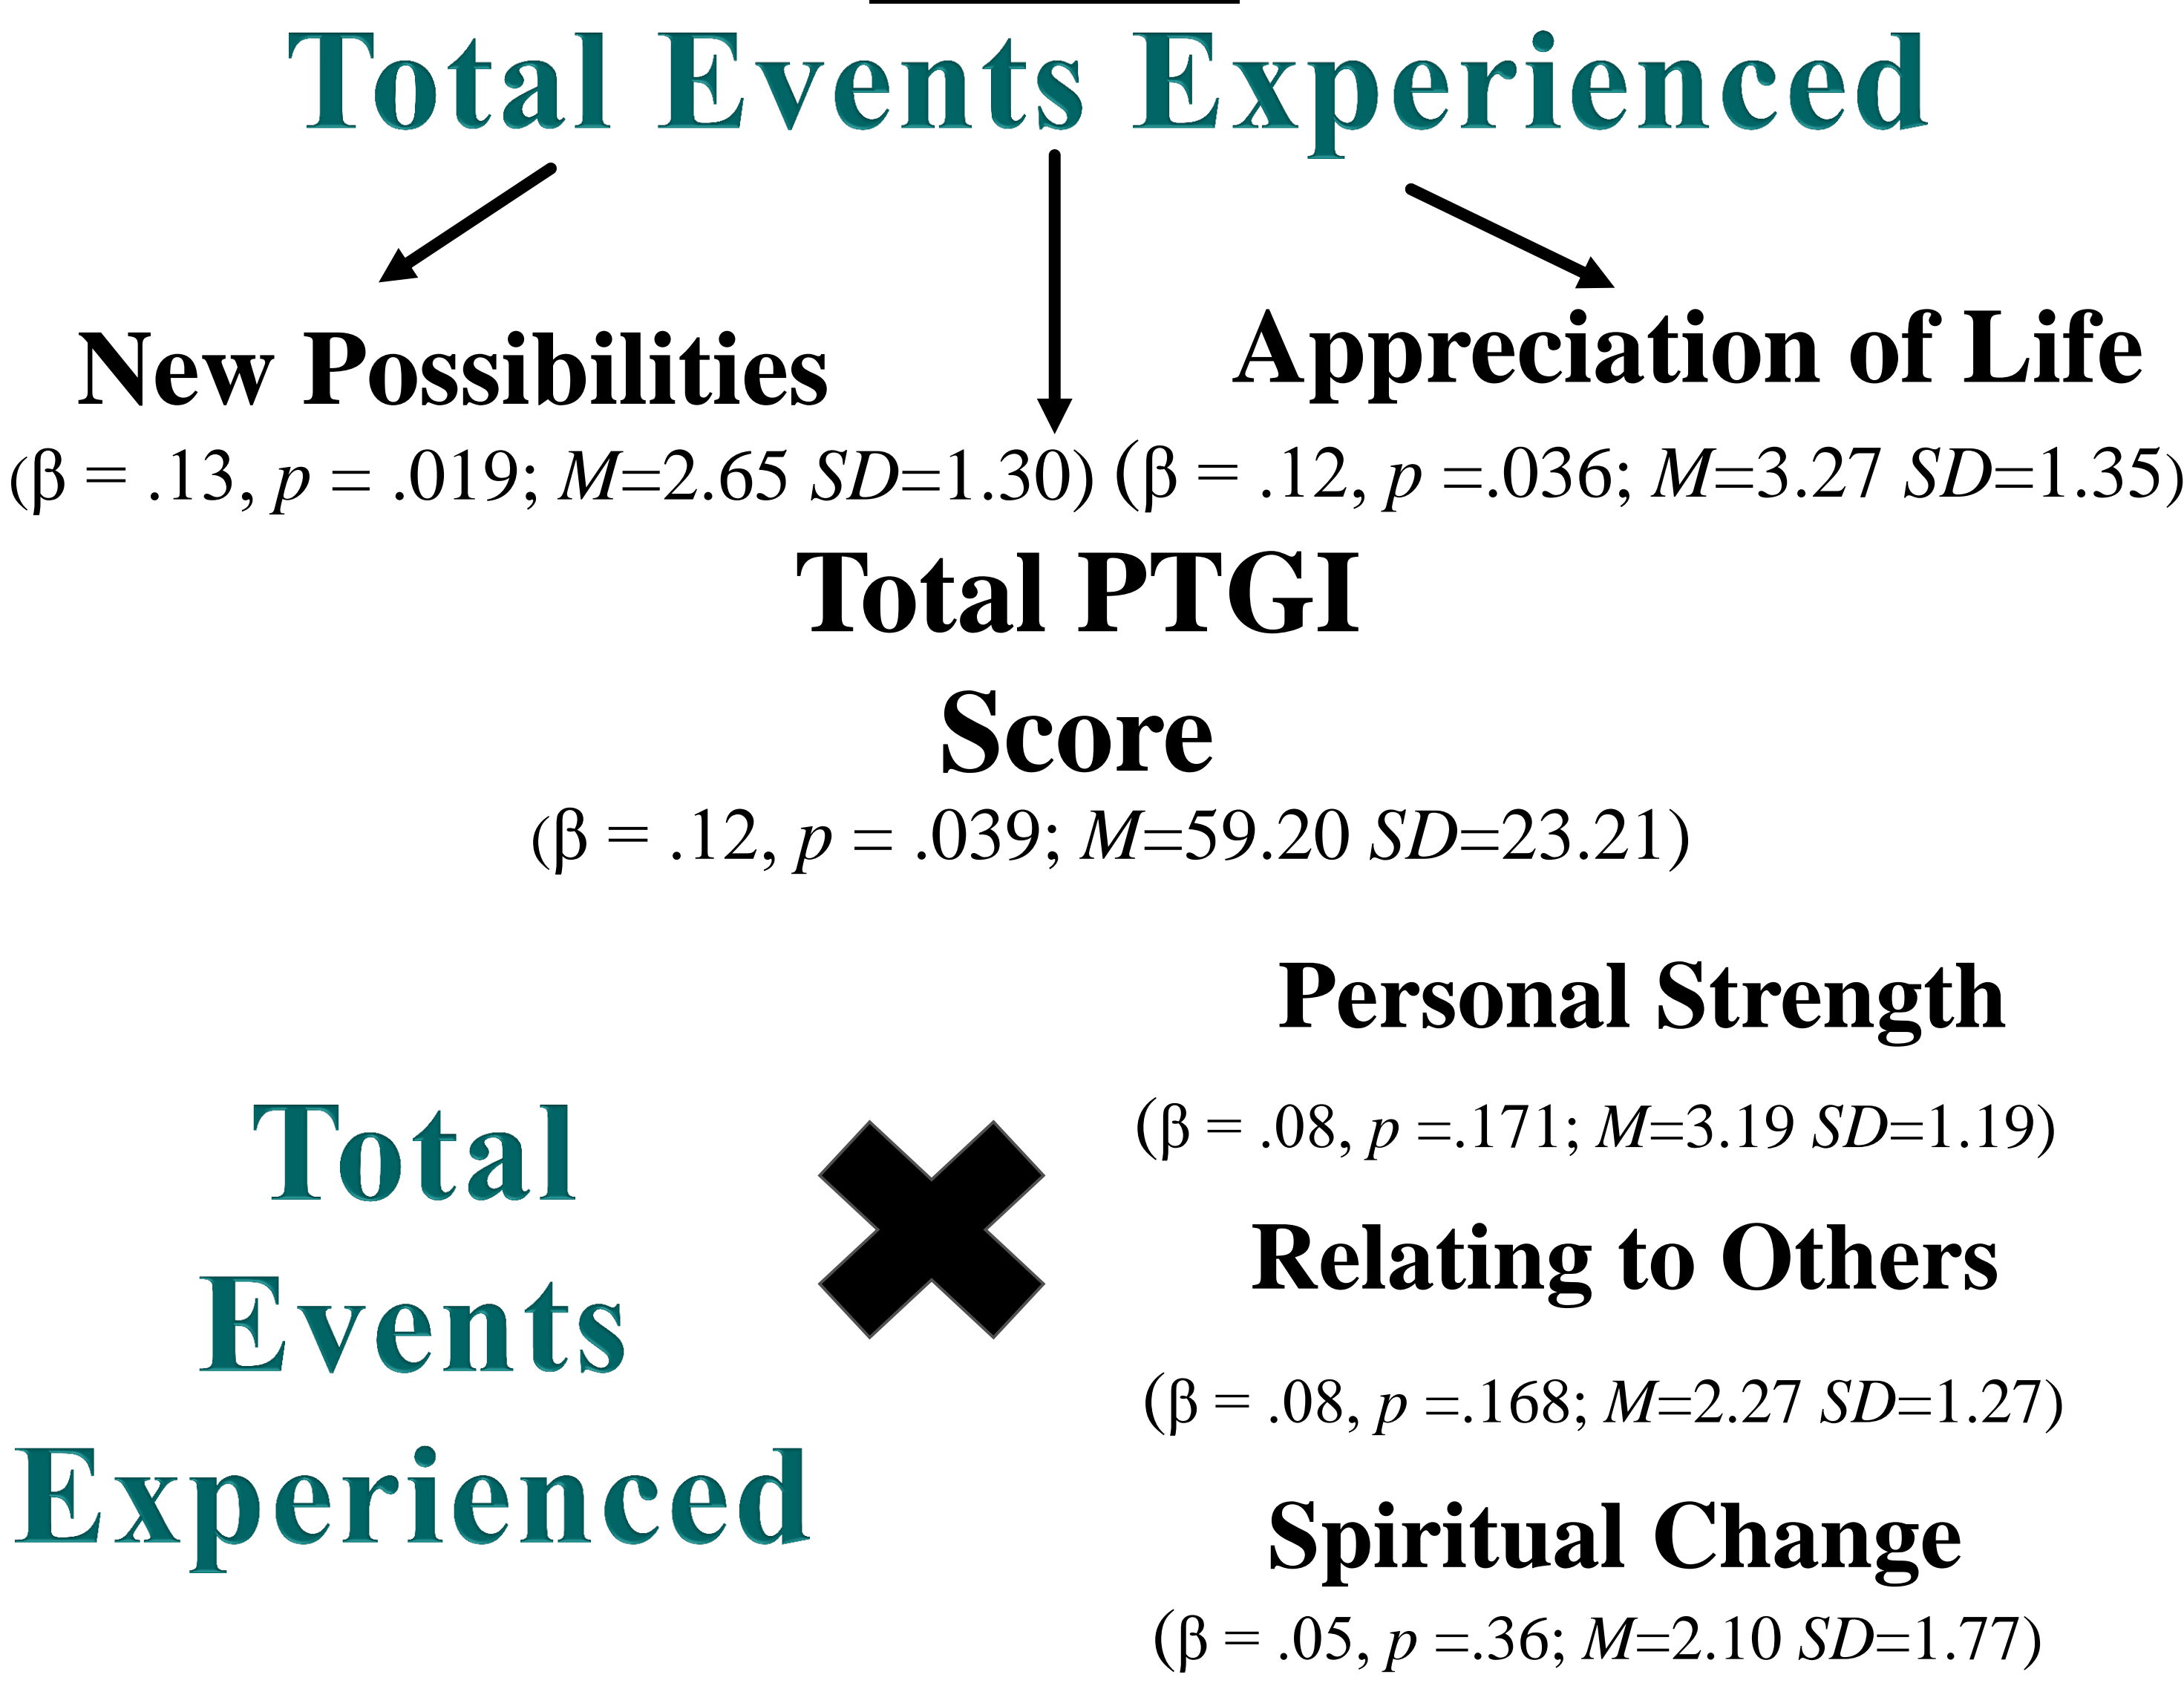 Total Events Experienced
New Possibilities
Appreciation of Life
(β = .13, p = .019; M=2.65 SD=1.30) (β = .12, p =.036; M=3.27 SD=1.35)
Total PTGI
Score
(β = .12, p = .039; M=59.20 SD=23.21)
Total
Events
Experienced
Personal Strength
(β = .08, p =.171; M=3.19 SD=1.19)
Relating to Others
(β = .08, p =.168; M=2.27 SD=1.27)
Spiritual Change
(β = .05, p =.36; M=2.10 SD=1.77)